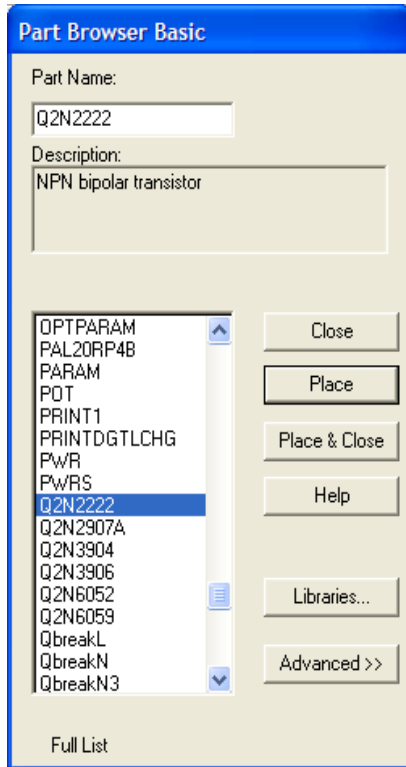 Part Browser Basic
Part Name:
Q2N2222
Description:
NPN bipolar transistor
OPTPARAM
PAL20RP4B
PARAM
POT
PRINT1
PRINTDGTLCHG
PWR
PWRS
Q2N2222
Q2N2907A
Q2N3904
Q2N3906
Q2N6052
Q2N6059
QbreakL
QbreakN
QbreakN3
Close
Place
Place & Close
Help
Libraries...
Advanced >>
Full List